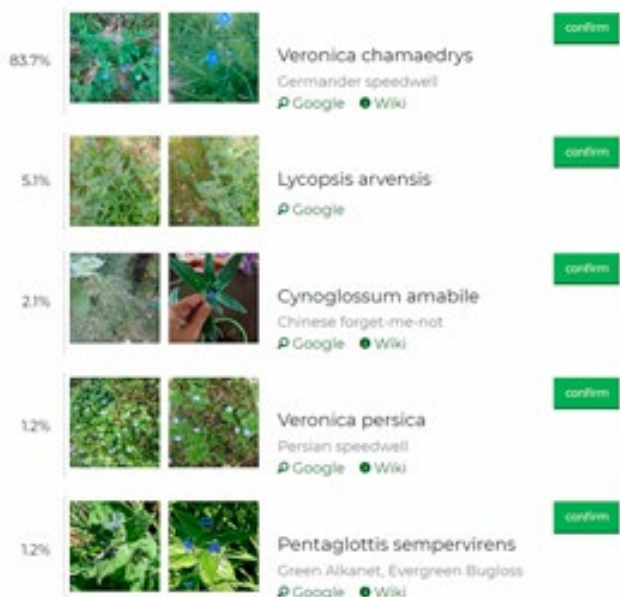 confirm
83.7%
Veronica chamaedrys
Germander speedwell
Google Wiki
confirm
5.1%
Lycopsis arvensis
Google
confirm
2.1%
Cynoglossum amabile
Chinese forget-me-not
Google Wiki
confirm
1.2%
Veronica persica
Persian speedwell
Google Wiki
confirm
1.2%
Pentaglottis sempervirens
Green Alkanet, Evergreen Bugloss
Google Wiki